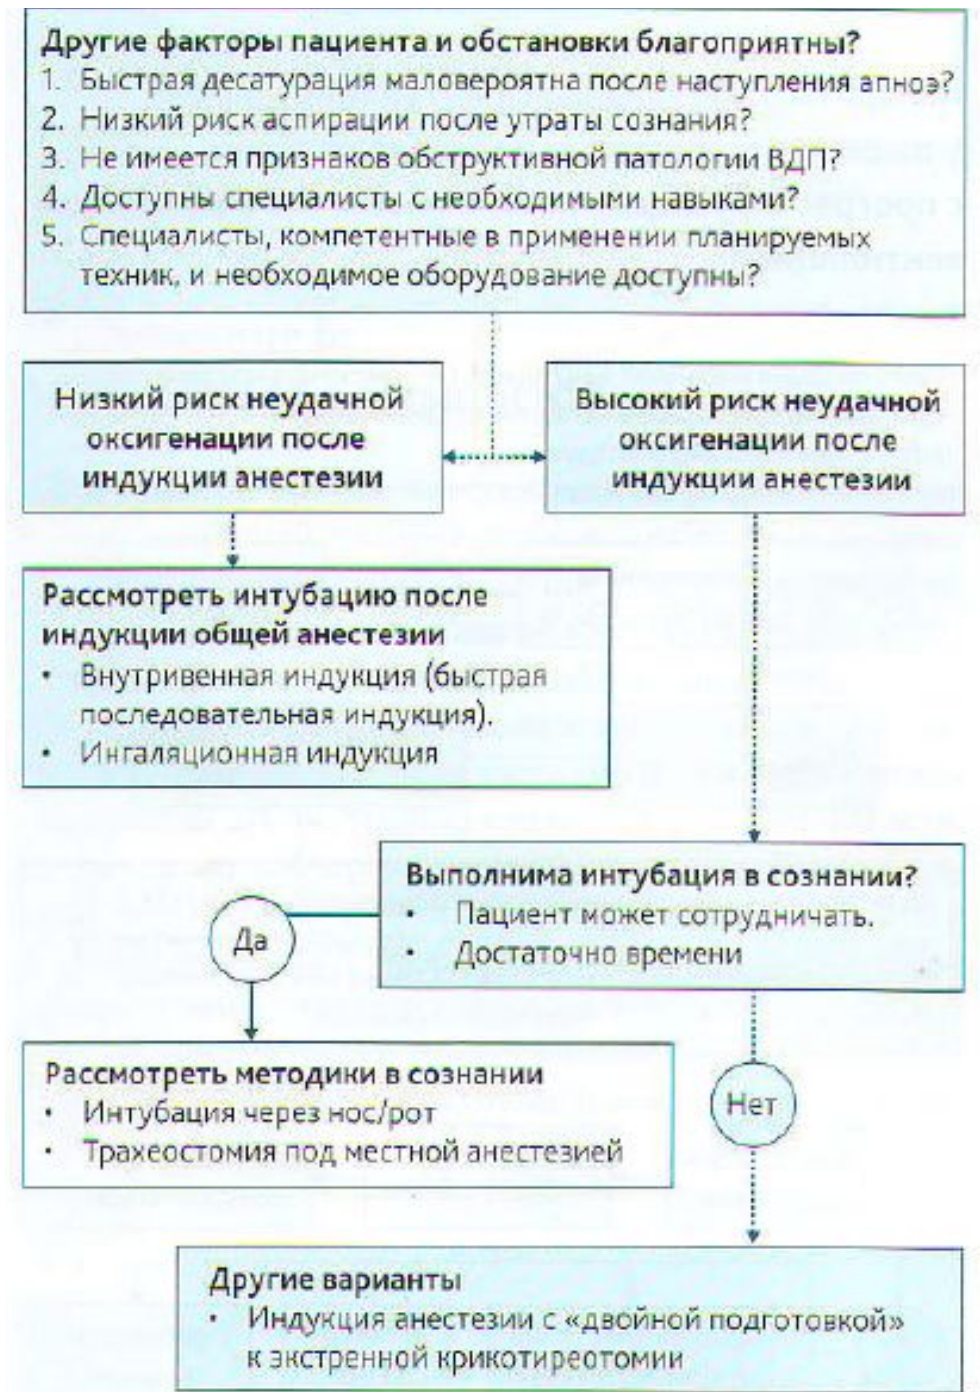 Другие факторы пациента и обстановки благоприятны?
1. Быстрая десатурация маловероятна после наступления апноэ?
2. Низкий риск аспирации после утраты сознания?
3. Не имеется признаков обструктивной патологии ВДП?
4. Доступны специалисты с необходимыми навыками?
5. Специалисты, компетентные в применении планируемых
техник, и необходимое оборудование доступны?
Низкий риск неудачной
оксигенации после
индукции анестезии
Высокий риск неудачной
оксигенации после
индукции анестезии
Рассмотреть интубацию после
индукции общей анестезии
• Внутривенная индукция (быстрая
последовательная индукция).
• Ингаляционная индукция
Выполнима интубация в сознании?
• Пациент может сотрудничать.
• Достаточно времени
Да
Рассмотреть методики в сознании
• Интубация через нос/рот
• Трахеостомия под местной анестезией
Нет
Другие варианты
• Индукция анестезии с «двойной подготовкой»
к экстренной крикотиреотомии